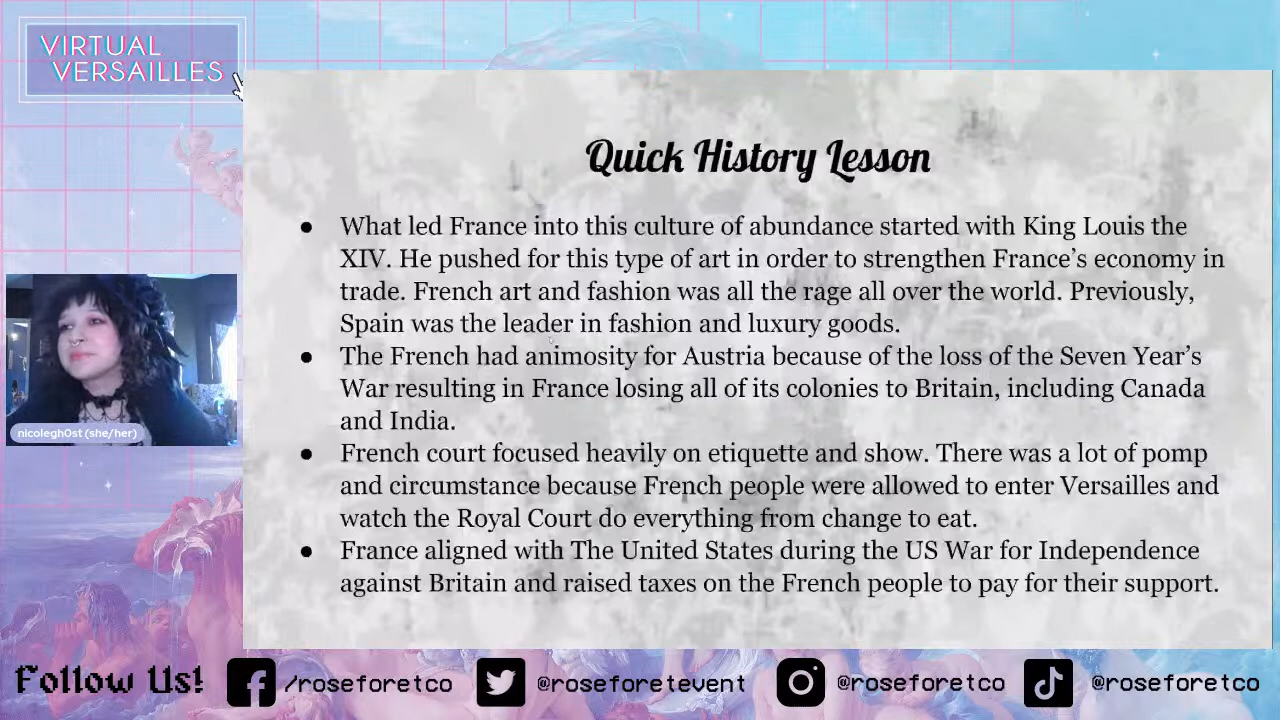 VIRTUAL
VERSAILLES
Quick History Lesson
● What led France into this culture of abundance started with King Louis the
XIV. He pushed for this type of art in order to strengthen France's economy in
trade. French art and fashion was all the rage all over the world. Previously,
Spain was the leader in fashion and luxury goods.
● The French had animosity for Austria because of the loss of the Seven Year's
War resulting in France losing all of its colonies to Britain, including Canada
and India.
● French court focused heavily on etiquette and show. There was a lot of pomp
and circumstance because French people were allowed to enter Versailles and
watch the Royal Court do everything from change to eat.
● France aligned with The United States during the US War for Independence
against Britain and raised taxes on the French people to pay for their support.
nicolegh0st (she/her)
Follow Us! /roseforetco @roseforetevent @roseforetco @roseforetco